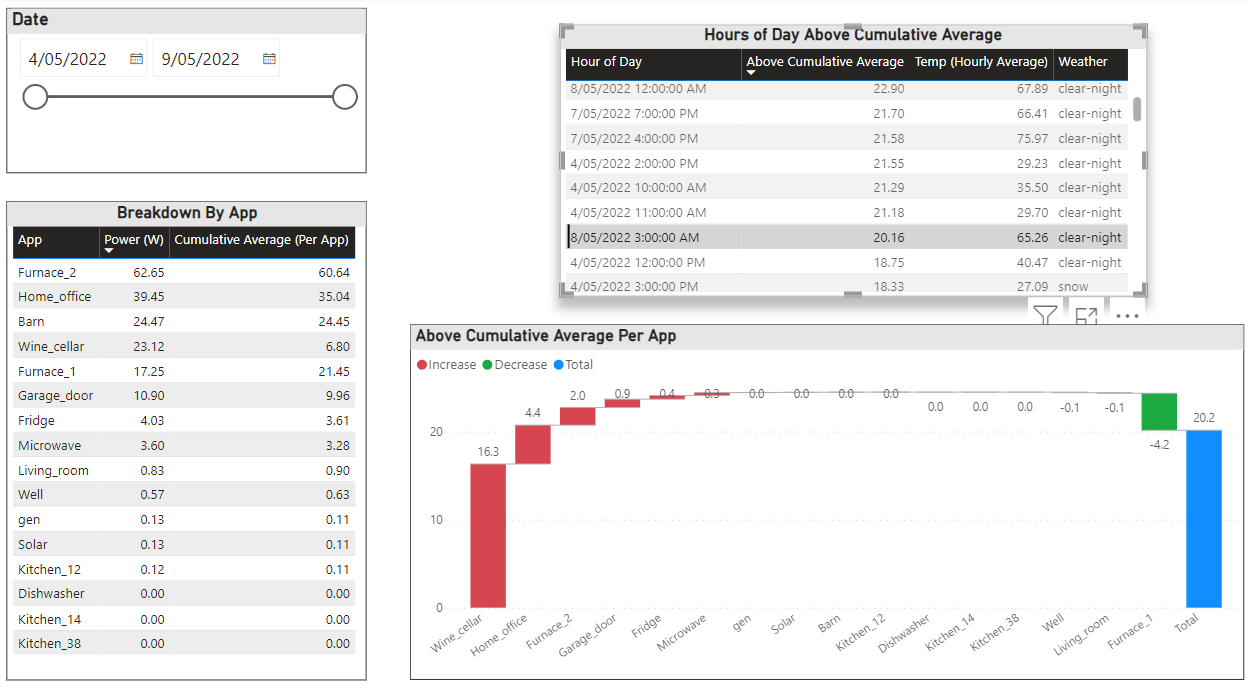 Date
4/05/2022 9/05/2022
Hours of Day Above Cumulative Average
Hour of Day Above Cumulative Average Temp (Hourly Average) Weather
8/05/2022 12:00:00 AM 22.90 67.89 clear-night
7/05/2022 7:00:00 PM 21.70 66.41 clear-night
7/05/2022 4:00:00 PM 21.58 75.97 clear-night
4/05/2022 2:00:00 PM 21.55 29.23 clear-night
4/05/2022 10:00:00 AM 21.29 35.50 clear-night
4/05/2022 11:00:00 AM 21.18 29.70 clear-night
8/05/2022 3:00:00 AM 20.16 65.26 clear-night
4/05/2022 12:00:00 PM 18.75 40.47 clear-night
4/05/2022 3:00:00 PM 18.33 27.09 snow
Breakdown By App
App Power (W) Cumulative Average (Per App)
Furnace_2 62.65 60.64
Home_office 39.45 35.04
Barn 24.47 24.45
Wine_cellar 23.12 6.80
Furnace_1 17.25 21.45
Garage_door 10.90 9.96
Fridge 4.03 3.61
Microwave 3.60 3.28
Living_room 0.83 0.90
Well 0.57 0.63
gen 0.13 0.11
Solar 0.13 0.11
Kitchen_12 0.12 0.11
Dishwasher 0.00 0.00
Kitchen_14 0.00 0.00
Kitchen_38 0.00 0.00
Above Cumulative Average Per App
Increase Decrease Total
16.3 4.4 2.0 0.9 0.4 0.3 0.0 0.0 0.0 0.0 0.0 0.0 0.0 -0.1 -0.1 -4.2 20.2
20
10
0
Wine_cellar Home_office Furnace_2 Garage_door Fridge Microwave gen Solar Barn Kitchen_12 Dishwasher Kitchen_14 Kitchen_38 Well Living_room Furnace_1 Total